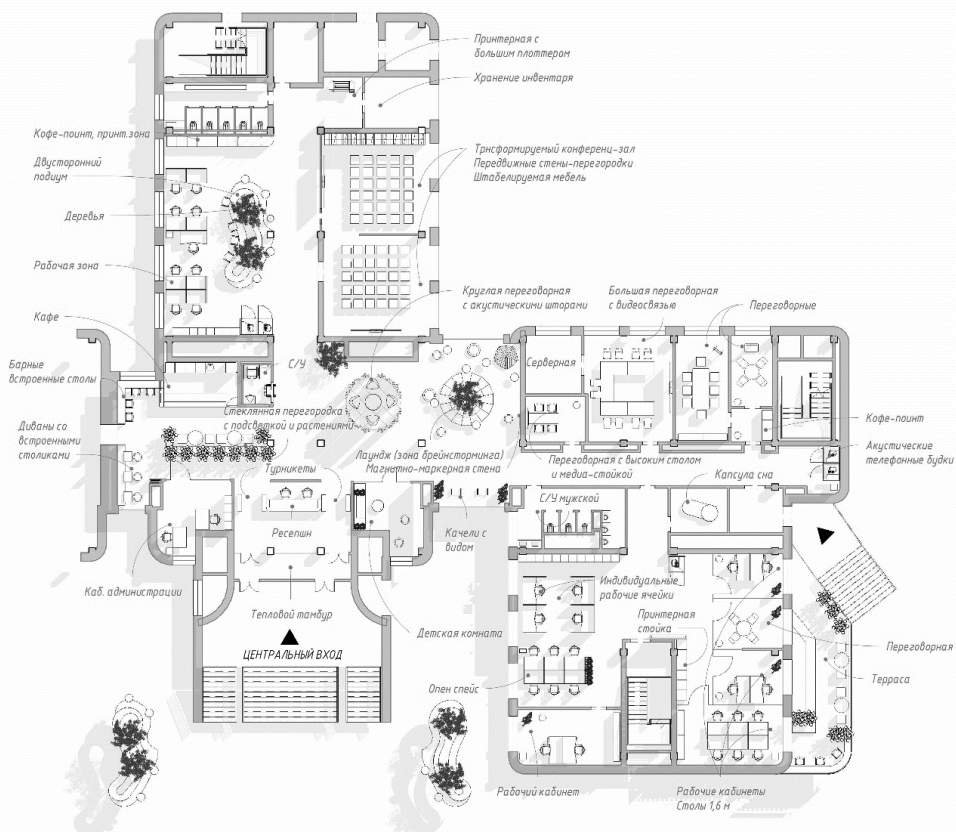 Принтерная с
большим плоттером
Хранение инвентаря
Кофе-поинт, принт.зона
Трнсформируемый конференц-зал
Передвижные стены-перегородки
Штабелируемая мебель
Двусторонний
подиум
Деревья
Рабочая зона
Круглая переговорная
с акустическими шторами
Большая переговорная
с видеосвязью
Переговорные
Кафе
Барные
встроенные столы
С/У
Серверная
Стеклянная перегородка
с подсветкой и растениями
Кофе-поинт
Диваны со
встроенными
столиками
Акустические
телефонные будки
Лаундж (зона брейнсторминга)
Магнитно-маркерная стена
Переговорная с высоким столом
и медиа-стойкой
Турникеты
Капсула сна
С/У мужской
Ресепшн
Качели с
видом
Каб. администрации
Индивидуальные
рабочие ячейки
Тепловой тамбур
Принтерная
стойка
Детская комната
ЦЕНТРАЛЬНЫЙ ВХОД
Переговорная
Терраса
Опен спейс
Рабочий кабинет
Рабочие кабинеты
Столы 1,6 м